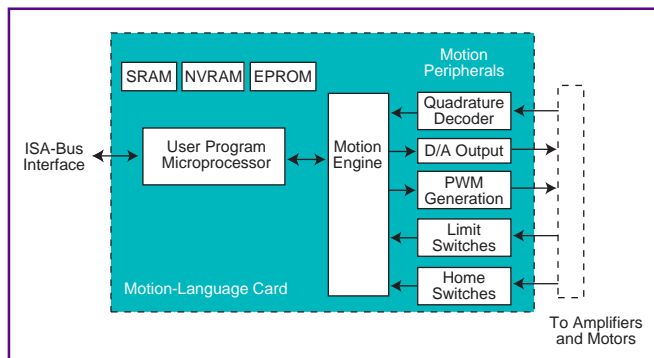 Motion
Peripherals
SRAM
NVRAM
EPROM
Quadrature
Decoder
ISA-Bus
Interface
User Program
Microprocessor
Motion
Engine
D/A Output
PWM
Generation
Limit
Switches
Home
Switches
Motion-Language Card
To Amplifiers
and Motors